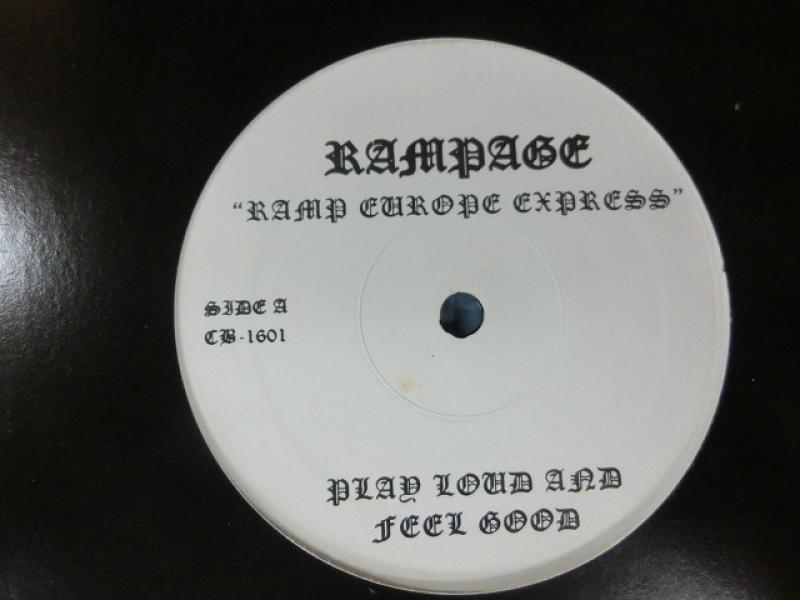 RAMPAGE
“RAMP EUROPE EXPRESS”
SIDE A
CB-1601
PLAY LOUD AND
FEEL GOOD